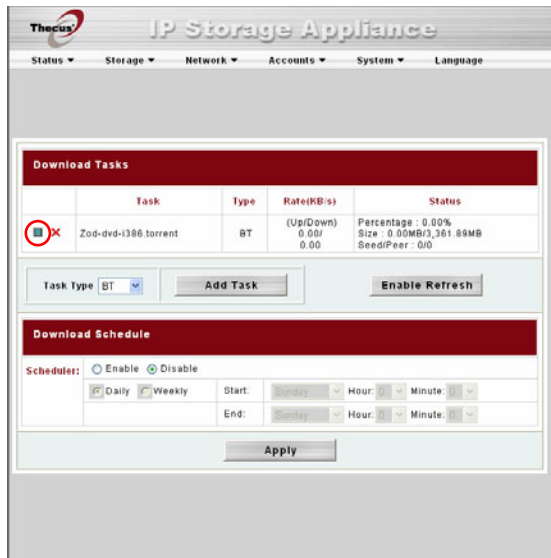 Thecus IP Storage Appliance
Status Storage Network Accounts System Language
Download Tasks
Task Type Rate(KB/s) Status
Zod-dvd-i386.torrent BT (Up/Down) 0.00/ 0.00 Percentage : 0.00%
Size : 0.00MB/3,361.89MB
Seed/Peer : 0/0
Task Type BT Add Task Enable Refresh
Download Schedule
Scheduler: Enable Disable
Daily Weekly Start: Sunday Hour: 0 Minute: 0
End: Sunday Hour: 0 Minute: 0
Apply